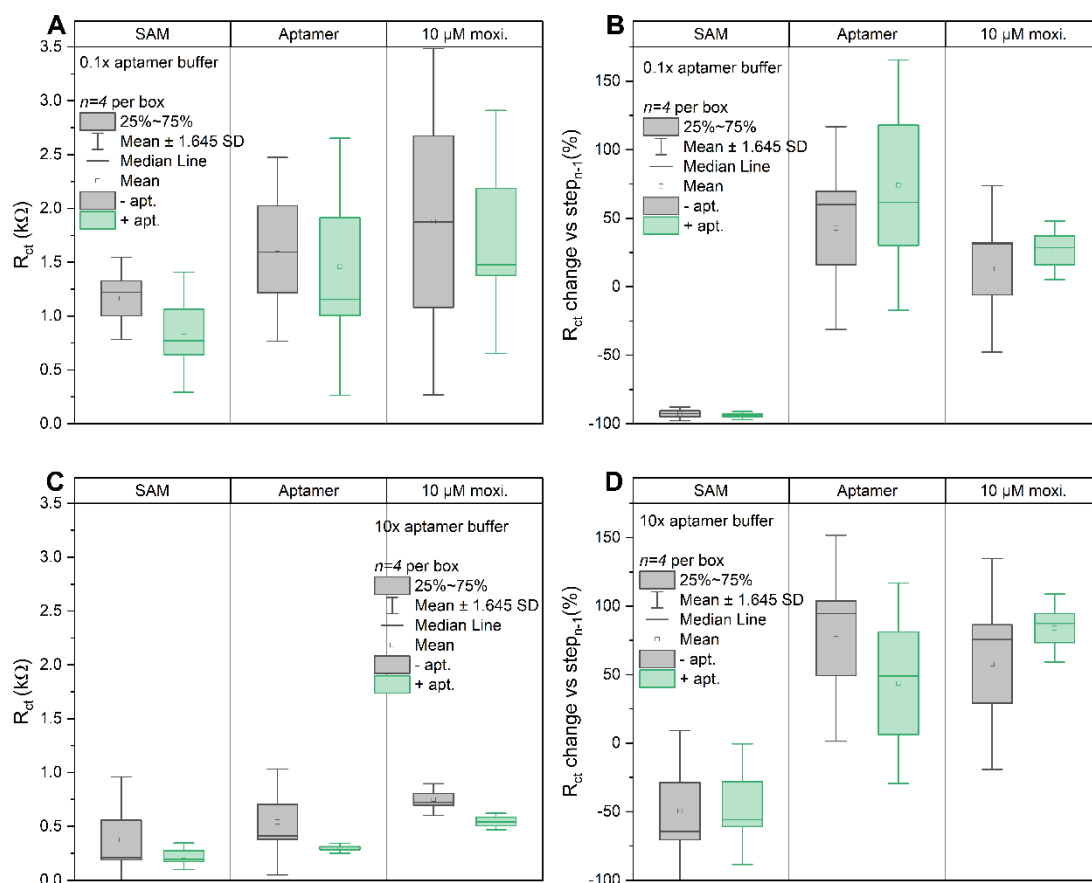 A
SAM Aptamer 10 µM moxi.
0.1x aptamer buffer
n=4 per box
25%~75%
Mean ± 1.645 SD
Median Line
Mean
- apt.
+ apt.
3.5
3.0
2.5
2.0
1.5
1.0
0.5
0.0
Rct (kΩ)
B
SAM Aptamer 10 µM moxi.
0.1x aptamer buffer
n=4 per box
25%~75%
Mean ± 1.645 SD
Median Line
Mean
- apt.
+ apt.
150
100
50
0
-50
-100
Rct change vs stepn-1(%)
C
SAM Aptamer 10 µM moxi.
10x aptamer buffer
n=4 per box
25%~75%
Mean ± 1.645 SD
Median Line
Mean
- apt.
+ apt.
3.5
3.0
2.5
2.0
1.5
1.0
0.5
0.0
Rct (kΩ)
D
SAM Aptamer 10 µM moxi.
10x aptamer buffer
n=4 per box
25%~75%
Mean ± 1.645 SD
Median Line
Mean
- apt.
+ apt.
150
100
50
0
-50
-100
Rct change vs stepn-1(%)